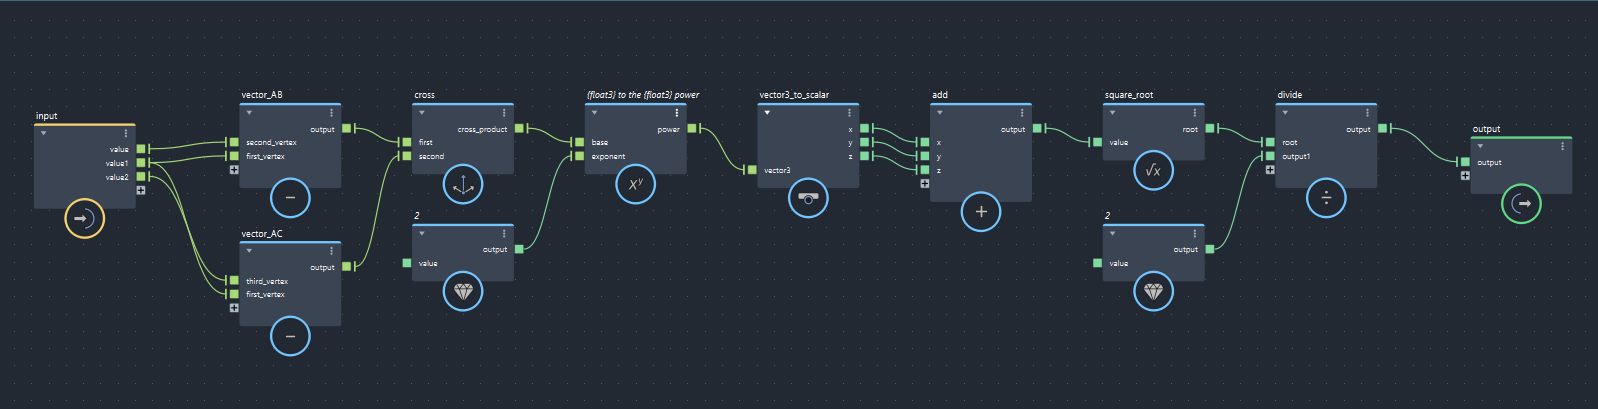 input
value
value1
value2
vector_AB
output
second_vertex
first_vertex
−
vector_AC
output
third_vertex
first_vertex
−
cross
cross_product
first
second
2
output
value
{float3} to the {float3} power
power
base
exponent
xʸ
vector3_to_scalar
x
y
z
vector3
add
output
x
y
z
+
square_root
root
value
√x
2
output
value
divide
output
root
output1
÷
output
output